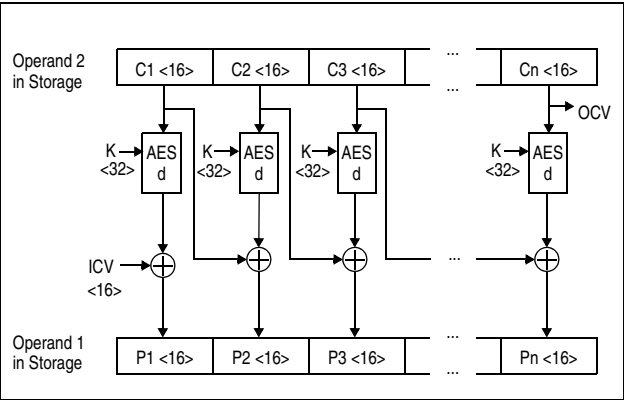 Operand 2
in Storage
C1 <16> C2 <16> C3 <16> ... ... Cn <16>
OCV
K
<32>
AES
d
K
<32>
AES
d
K
<32>
AES
d
K
<32>
AES
d
ICV
<16>
...
Operand 1
in Storage
P1 <16> P2 <16> P3 <16> ... ... Pn <16>